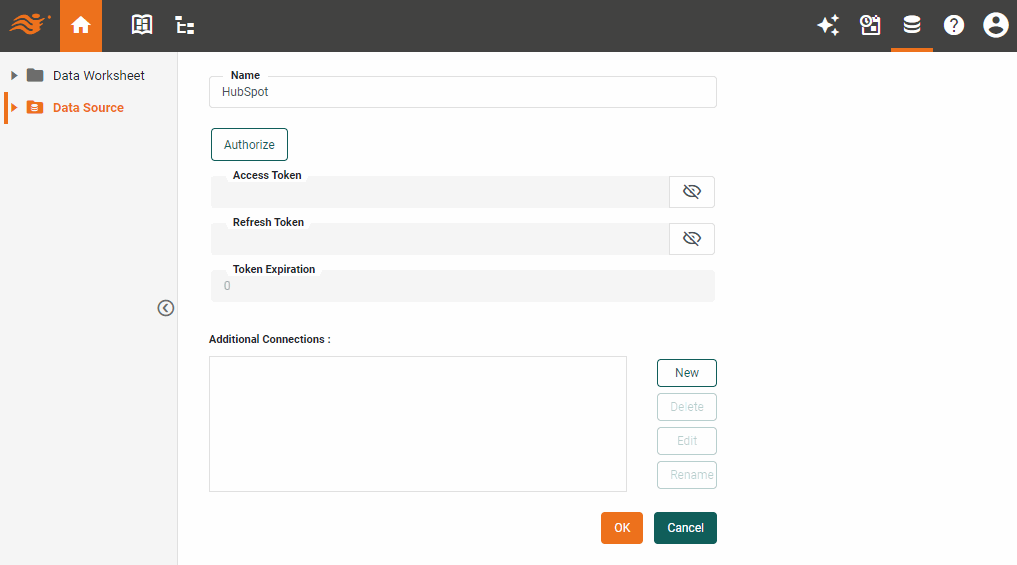 Data Worksheet
Data Source
Name
HubSpot
Authorize
Access Token
Refresh Token
Token Expiration
0
Additional Connections :
New
Delete
Edit
Rename
OK
Cancel